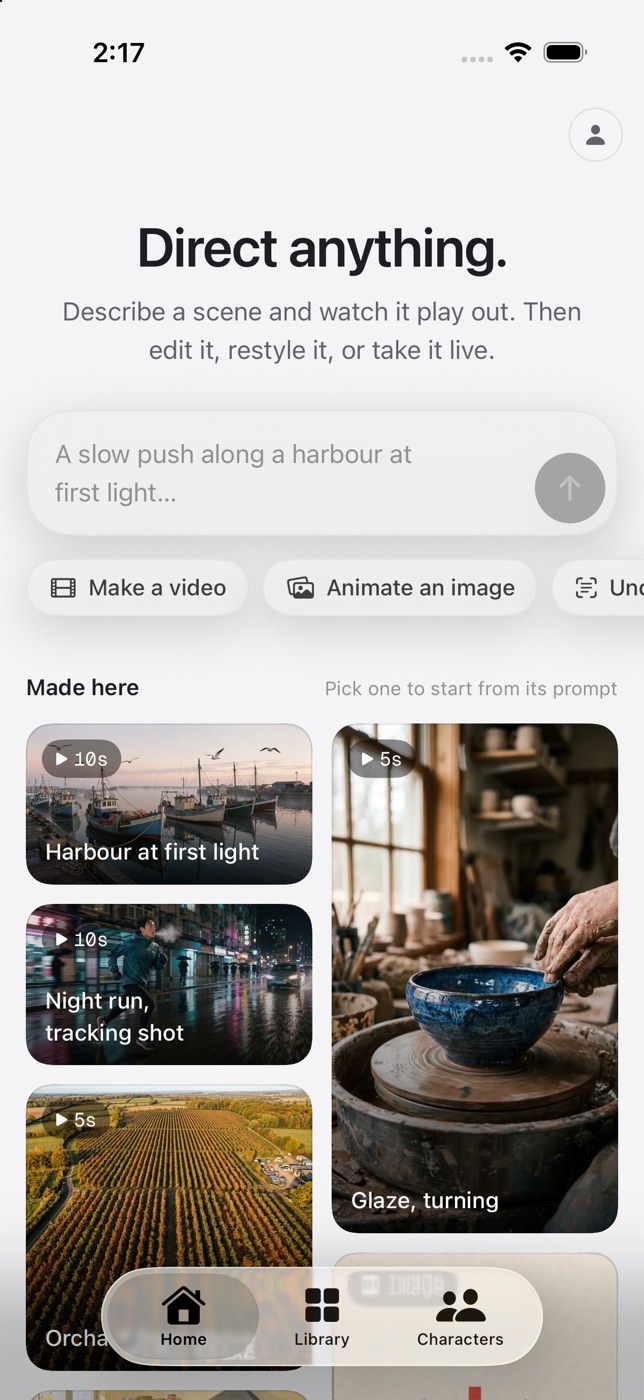 2:17
Direct anything.
Describe a scene and watch it play out. Then
edit it, restyle it, or take it live.
A slow push along a harbour at
first light...
Make a video
Animate an image
Made here
Pick one to start from its prompt
10s
Harbour at first light
5s
10s
Night run,
tracking shot
5s
Glaze, turning
Image
Home
Library
Characters